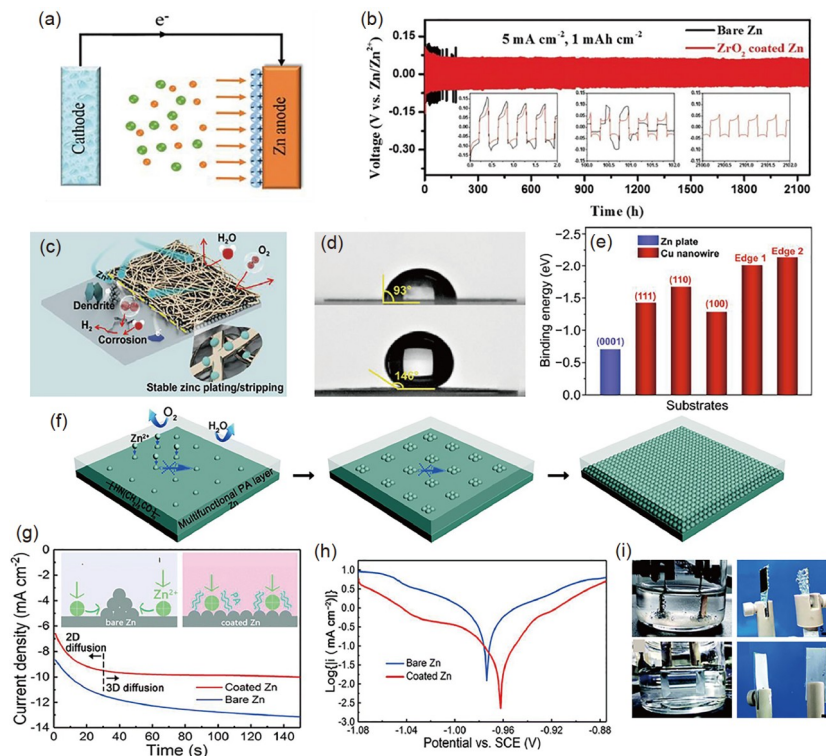 (a)
e-
Cathode
Zn anode
(b)
5 mA cm-2, 1 mAh cm-2
Bare Zn
ZrO2 coated Zn
Voltage (V vs. Zn/Zn2+)
0.15
0.00
-0.15
-0.30
0 300 600 900 1200 1500 1800 2100
Time (h)
(c)
H2O
O2
Zn
Dendrite
H2
Corrosion
Stable zinc plating/stripping
(d)
93°
146°
(e)
Zn plate
Cu nanowire
Binding energy (eV)
−2.5
−2.0
−1.5
−1.0
−0.5
−0.0
(0001)
(111)
(110)
(100)
Edge 1
Edge 2
Substrates
(f)
O2
H2O
Zn2+
Multifunctional PA layer
Zn
(g)
Current density (mA cm-2)
-2
-4
-6
-8
-10
-12
-14
bare Zn
Zn2+
coated Zn
2D
diffusion
3D diffusion
Coated Zn
Bare Zn
0 30 60 90 120 150
Time (s)
(h)
Log{|i (mA cm-2)|}
1.0
0.5
0.0
-0.5
-1.0
-1.5
-2.0
-2.5
-3.0
Bare Zn
Coated Zn
-1.08 -1.04 -1.00 -0.96 -0.92 -0.88
Potential vs. SCE (V)
(i)